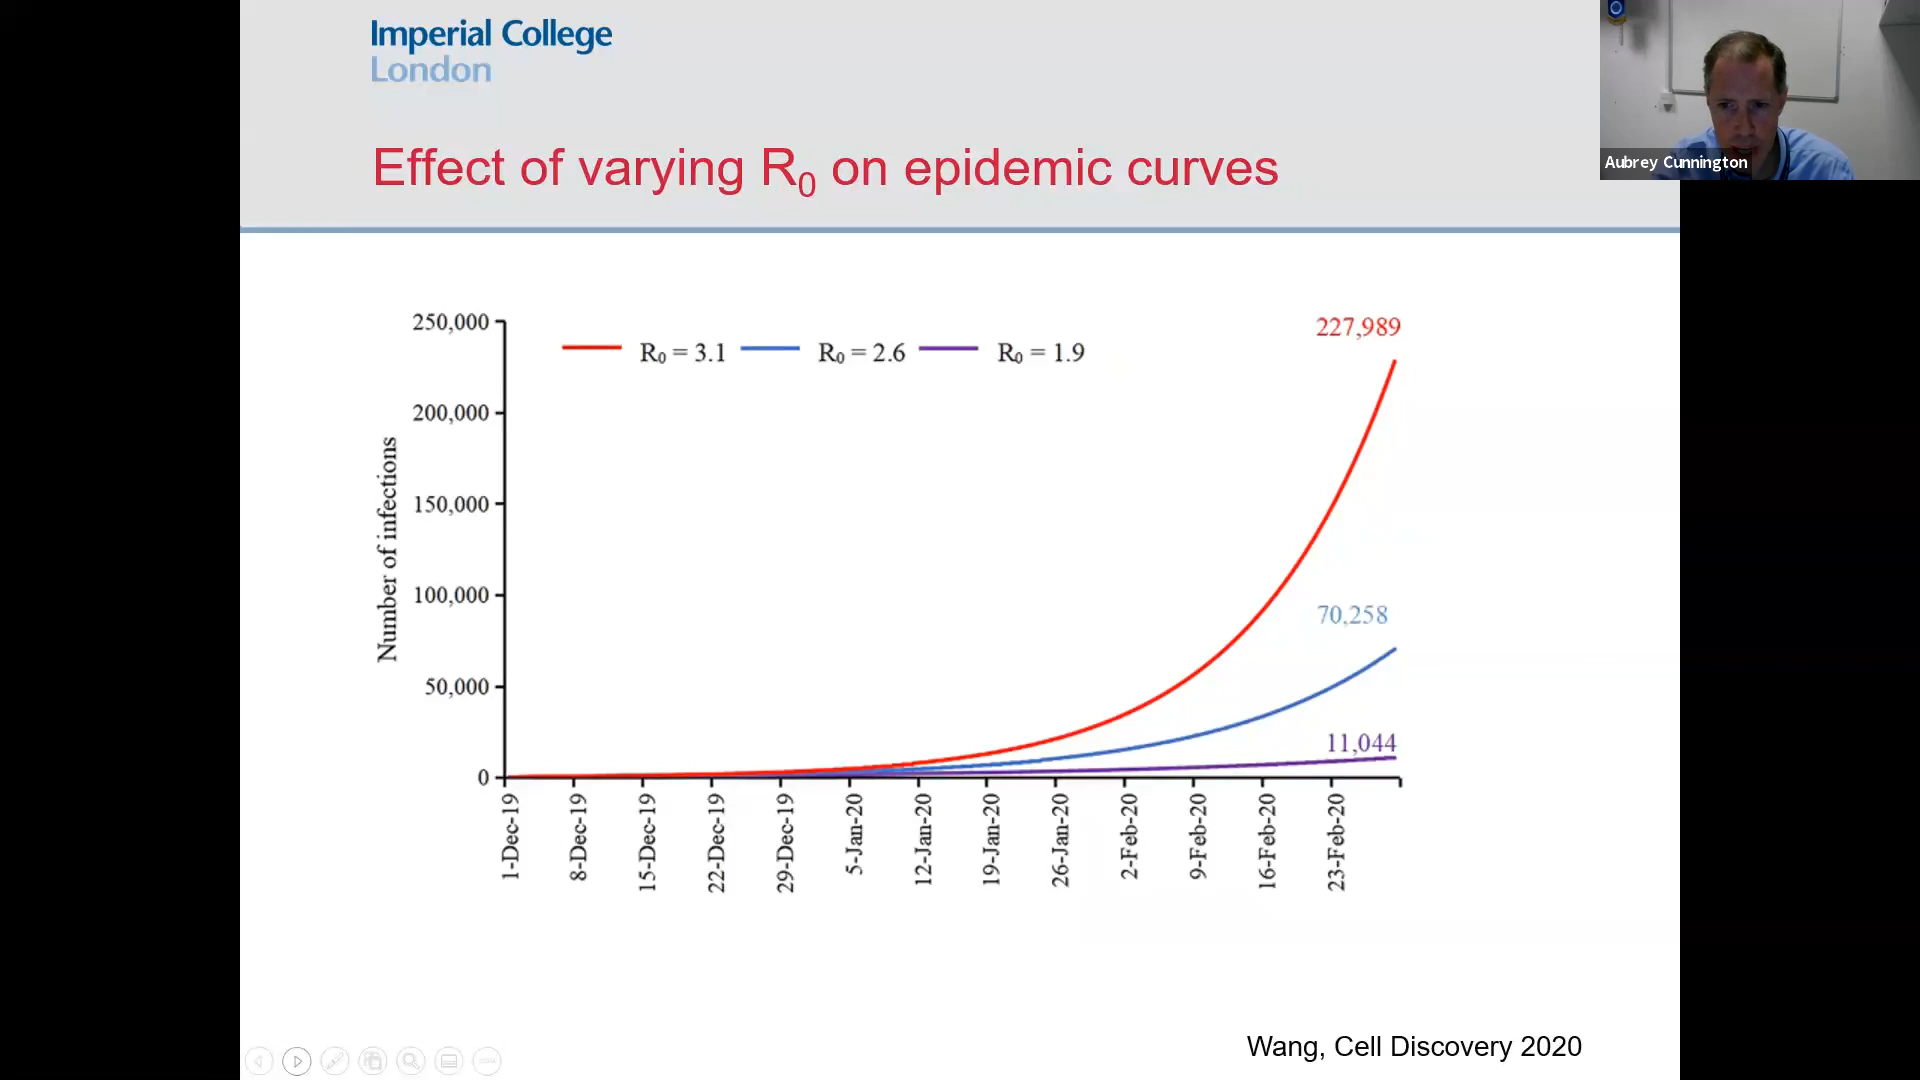 Imperial College
London
Effect of varying R₀ on epidemic curves
Aubrey Cunnington
250,000
200,000
150,000
100,000
50,000
0
Number of infections
R₀ = 3.1
R₀ = 2.6
R₀ = 1.9
227,989
70,258
11,044
1-Dec-19
8-Dec-19
15-Dec-19
22-Dec-19
29-Dec-19
5-Jan-20
12-Jan-20
19-Jan-20
26-Jan-20
2-Feb-20
9-Feb-20
16-Feb-20
23-Feb-20
Wang, Cell Discovery 2020